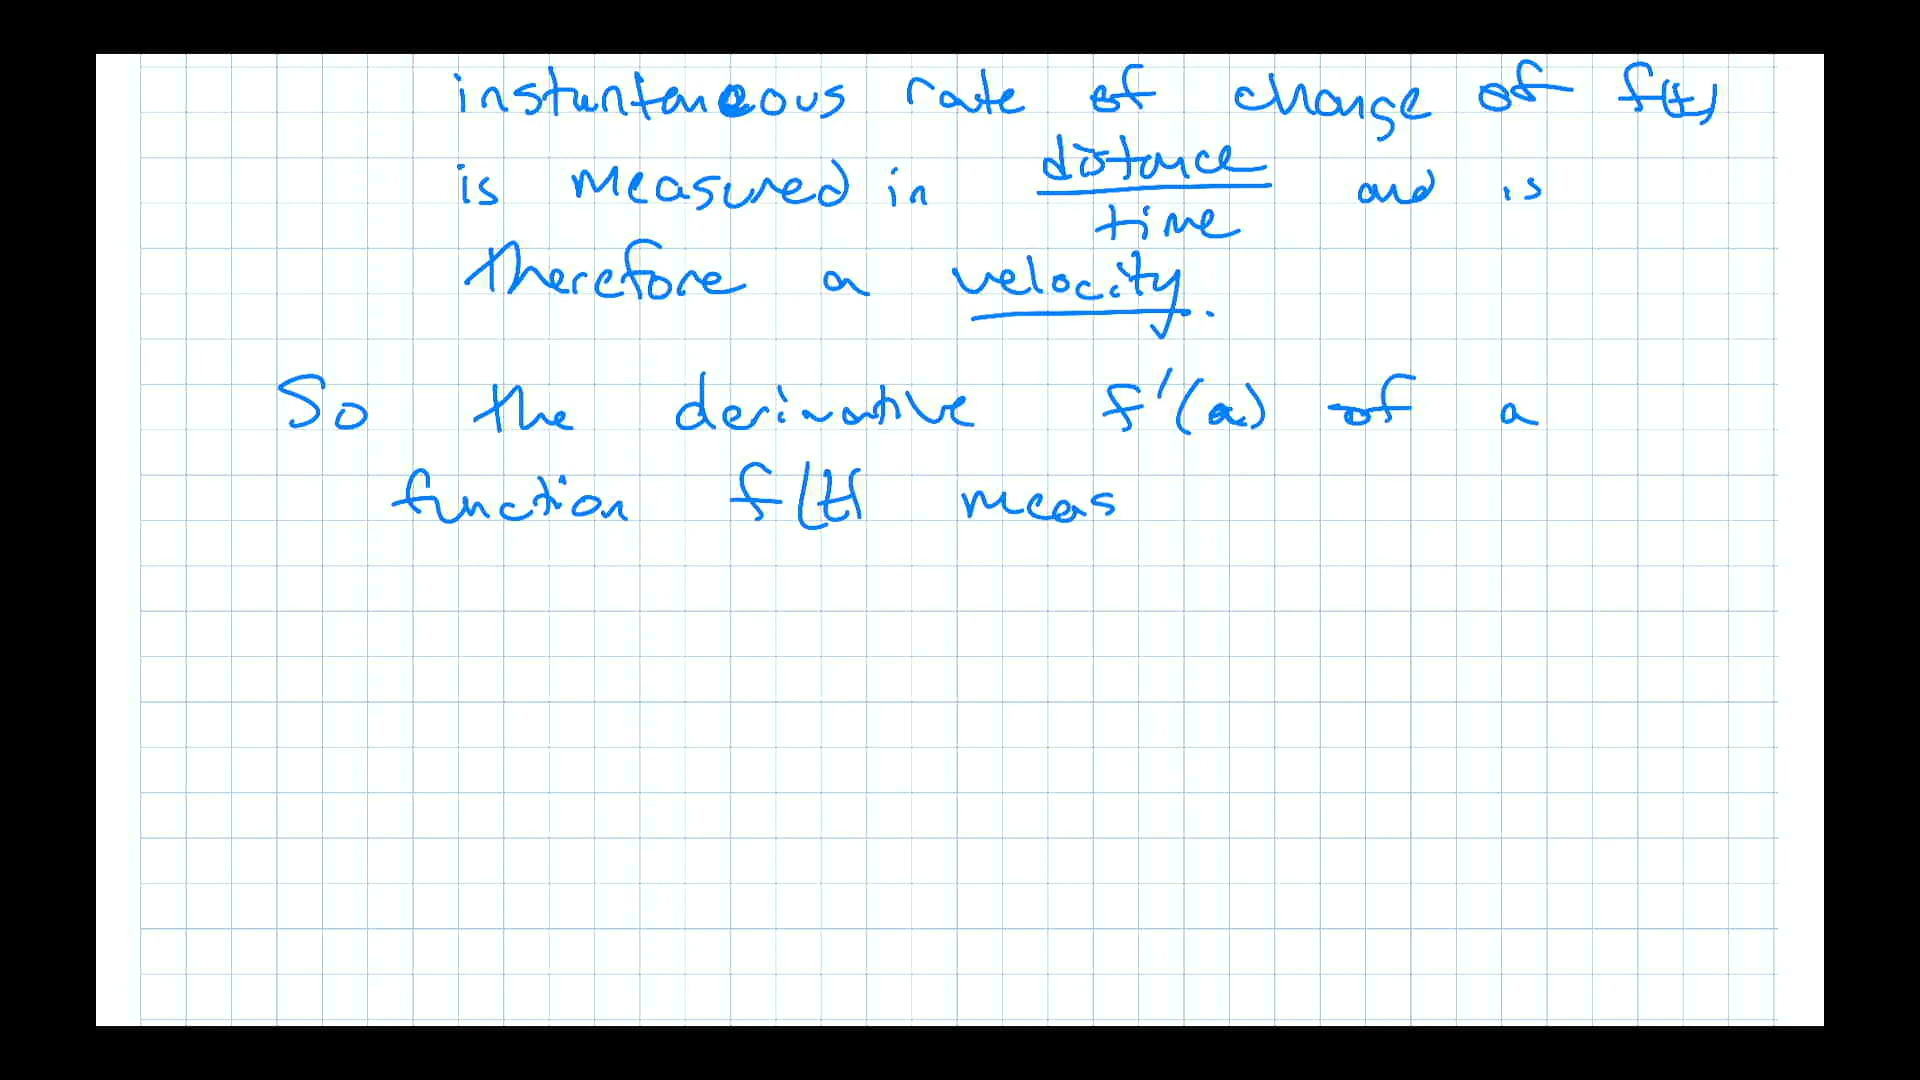 instantaneous rate of change of f(t)
is measured in distance/time and is
therefore a velocity.
So the derivative f'(a) of a
function f(t) meas